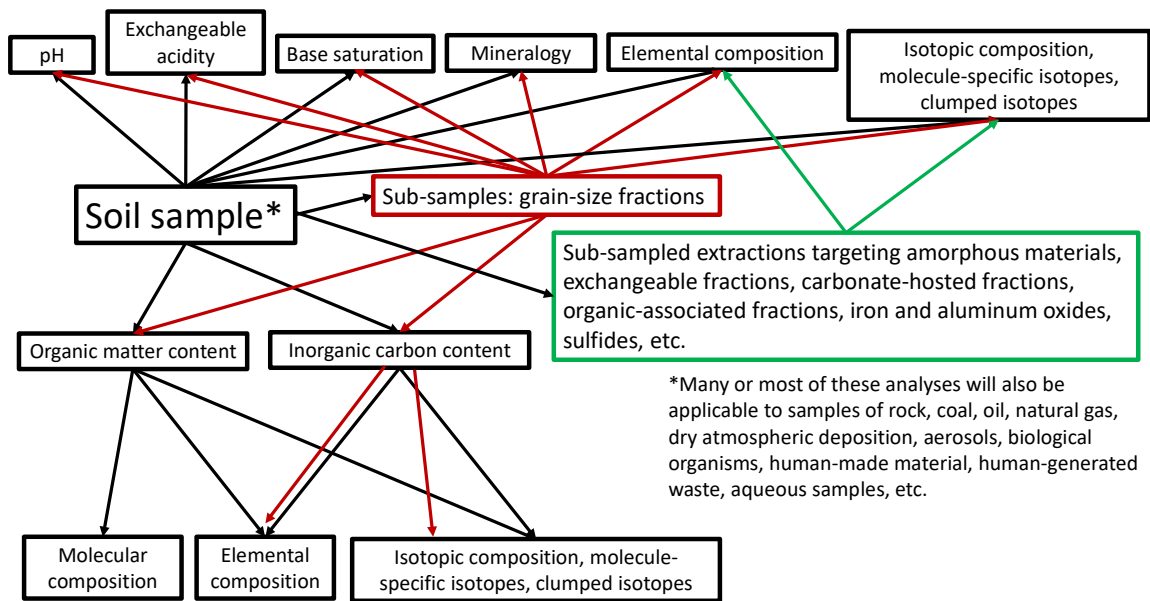 pH
Exchangeable
acidity
Base saturation
Mineralogy
Elemental composition
Isotopic composition,
molecule-specific isotopes,
clumped isotopes
Soil sample*
Sub-samples: grain-size fractions
Sub-sampled extractions targeting amorphous materials,
exchangeable fractions, carbonate-hosted fractions,
organic-associated fractions, iron and aluminum oxides,
sulfides, etc.
Organic matter content
Inorganic carbon content
*Many or most of these analyses will also be
applicable to samples of rock, coal, oil, natural gas,
dry atmospheric deposition, aerosols, biological
organisms, human-made material, human-generated
waste, aqueous samples, etc.
Molecular
composition
Elemental
composition
Isotopic composition, molecule-
specific isotopes, clumped isotopes